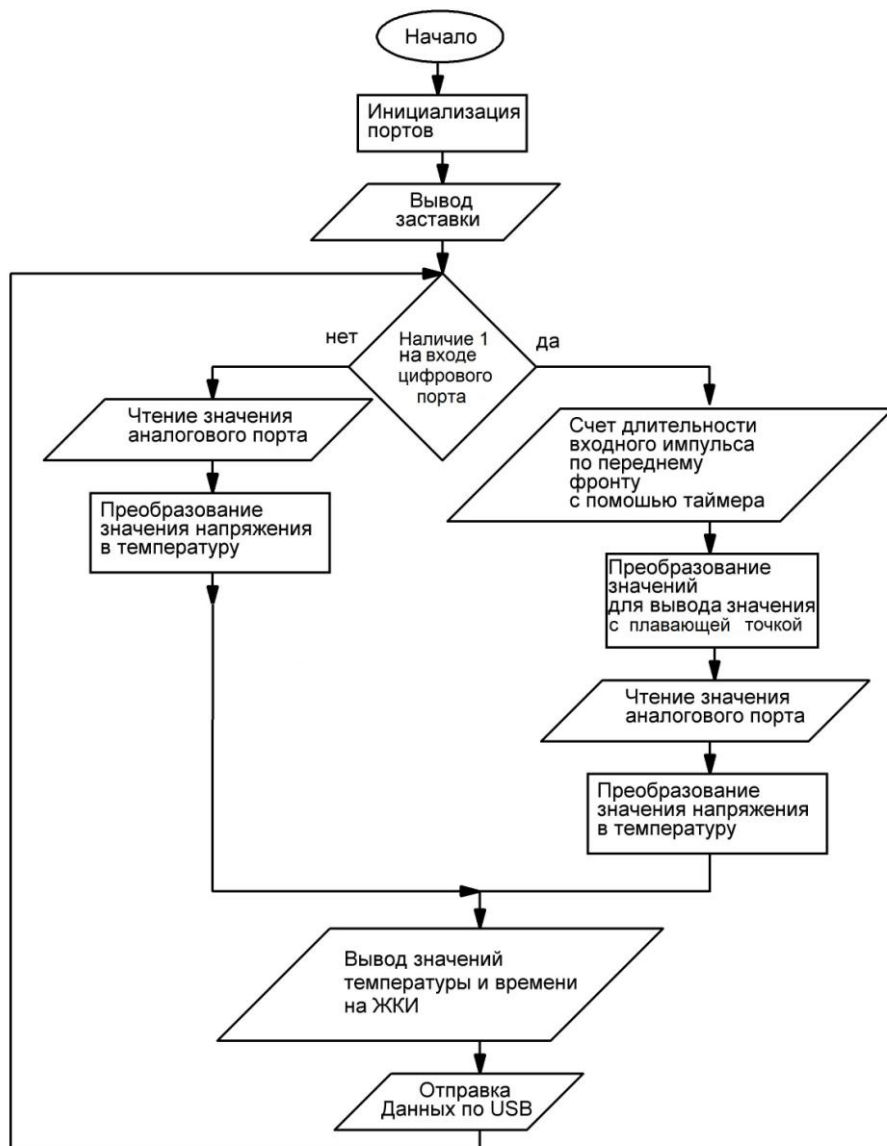 Начало
Инициализация
портов
Вывод
заставки
нет
Наличие 1
на входе
цифрового
порта
да
Чтение значения
аналогового порта
Преобразование
значения напряжения
в температуру
Счет длительности
входного импульса
по переднему
фронту
с помошью таймера
Преобразование
значений
для вывода значения
с плавающей точкой
Чтение значения
аналогового порта
Преобразование
значения напряжения
в температуру
Вывод значений
температуры и времени
на ЖКИ
Отправка
Данных по USB